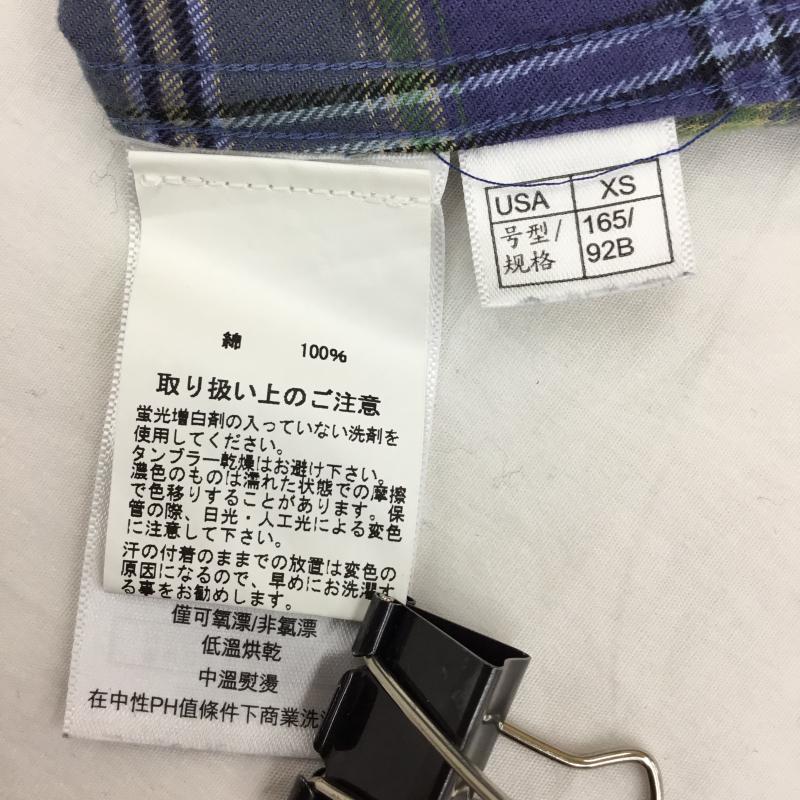 綿 100%
取り扱い上のご注意
蛍光増白剤の入っていない洗剤を
使用してください。
タンブラー乾燥はお避け下さい。
濃色のものは濡れた状態での摩擦
で色移りすることがあります。保
管の際、日光・人工光による変色
に注意して下さい。
汗の付着のままでの放置は変色の
原因になるので、早めにお洗濯す
る事をお勧めします。
僅可氧漂/非氯漂
低溫烘乾
中溫熨燙
在中性PH值條件下商業洗
USA XS
号型/ 165/
规格 92B